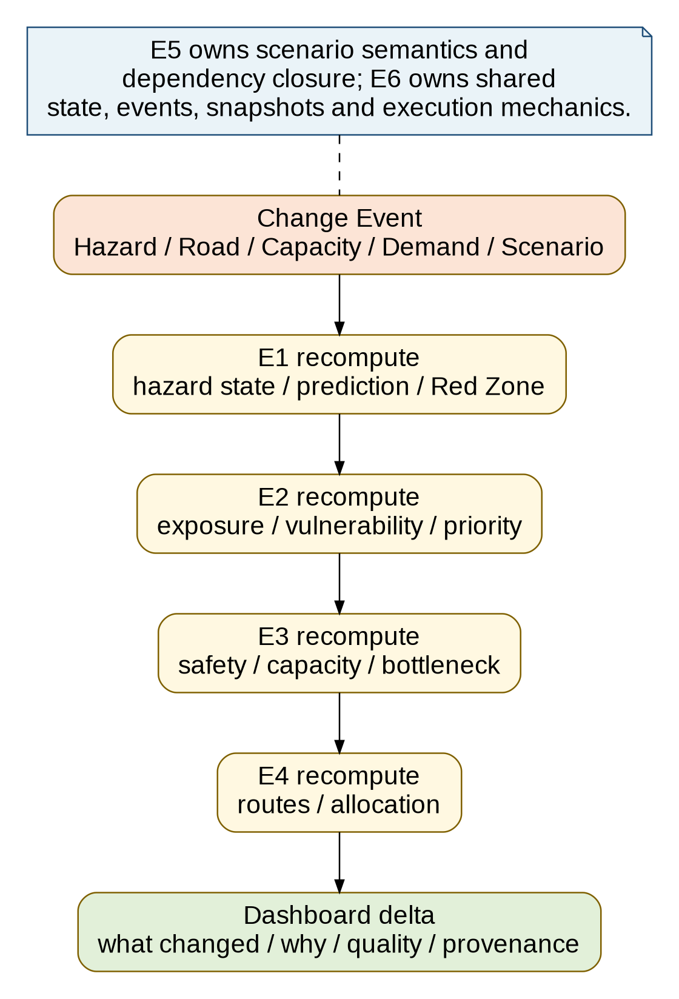 E5 owns scenario semantics and
dependency closure; E6 owns shared
state, events, snapshots and execution mechanics.
Change Event
Hazard / Road / Capacity / Demand / Scenario
E1 recompute
hazard state / prediction / Red Zone
E2 recompute
exposure / vulnerability / priority
E3 recompute
safety / capacity / bottleneck
E4 recompute
routes / allocation
Dashboard delta
what changed / why / quality / provenance